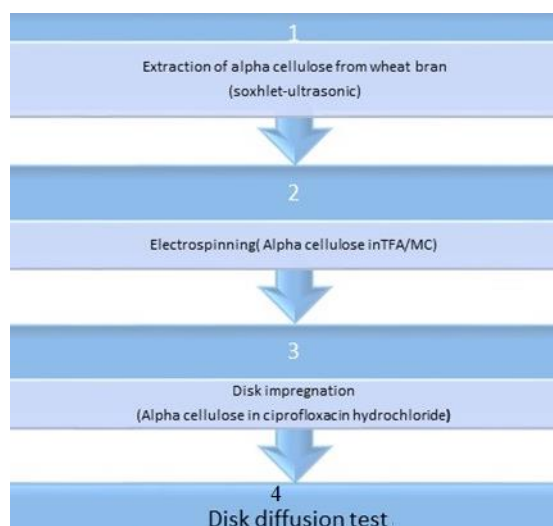 1
Extraction of alpha cellulose from wheat bran
(soxhlet-ultrasonic)
2
Electrospinning( Alpha cellulose inTFA/MC)
3
Disk impregnation
(Alpha cellulose in ciprofloxacin hydrochloride)
4
Disk diffusion test